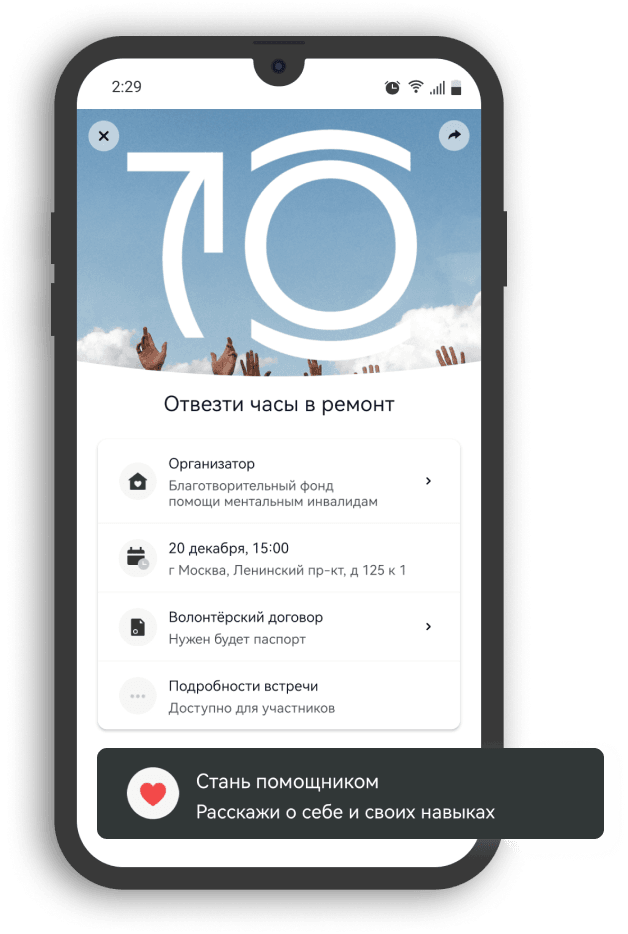 2:29
10
Отвезти часы в ремонт
Организатор
Благотворительный фонд
помощи ментальным инвалидам
20 декабря, 15:00
г Москва, Ленинский пр-кт, д 125 к 1
Волонтёрский договор
Нужен будет паспорт
Подробности встречи
Доступно для участников
Стань помощником
Расскажи о себе и своих навыках